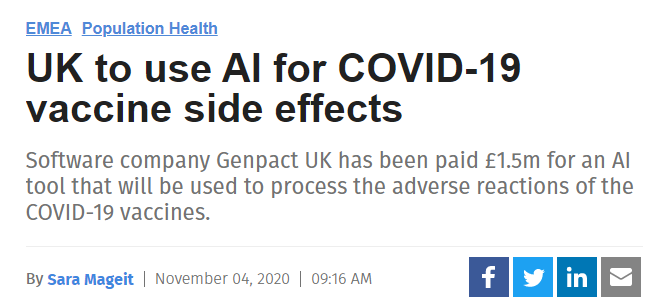 EMEA Population Health
UK to use AI for COVID-19
vaccine side effects
Software company Genpact UK has been paid £1.5m for an AI
tool that will be used to process the adverse reactions of the
COVID-19 vaccines.
By Sara Mageit | November 04, 2020 | 09:16 AM